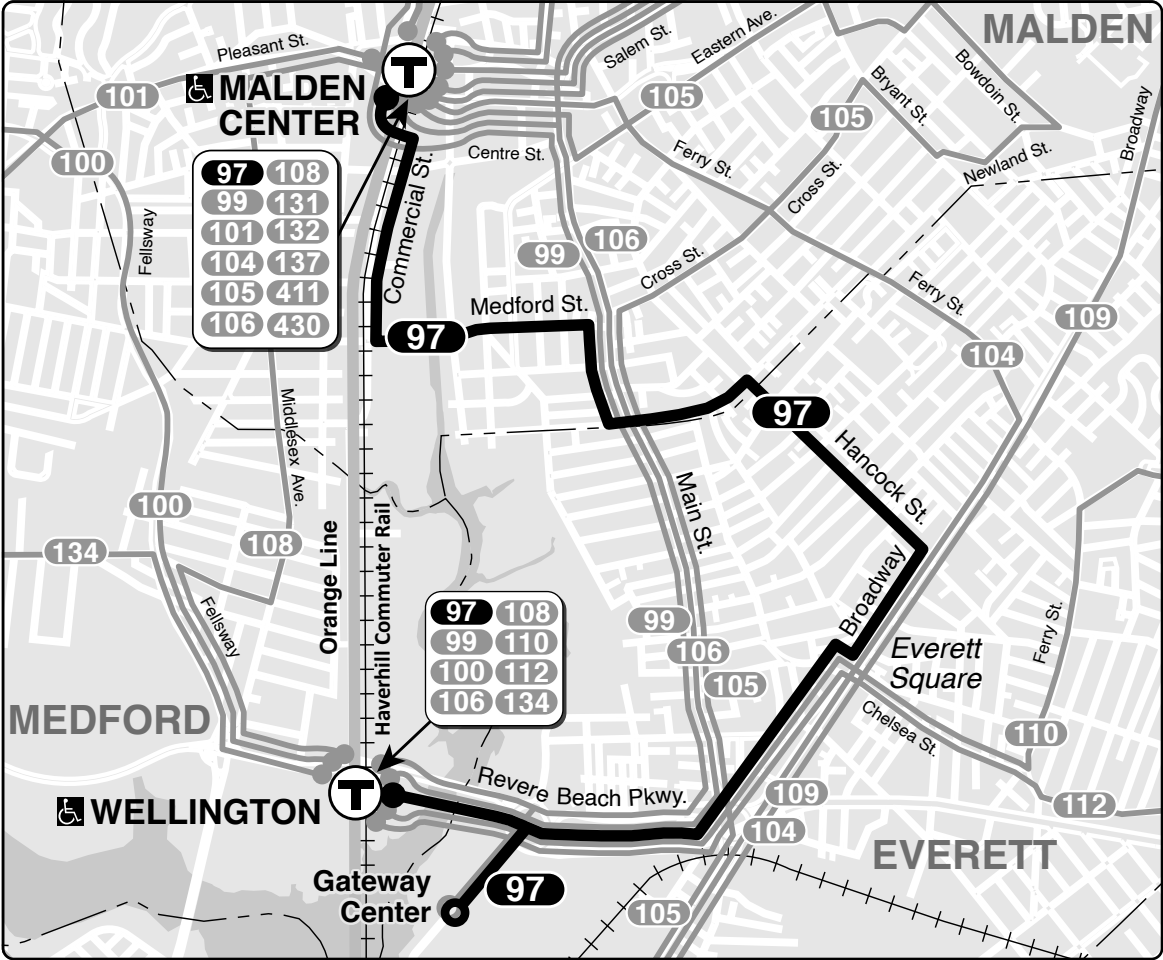 MALDEN
Pleasant St.
Salem St.
Eastern Ave.
Bowdoin St.
Bryant St.
Broadway
T
MALDEN
CENTER
101
105
105
100
Centre St.
Ferry St.
Newland St.
97 108
99 131
101 132
104 137
105 411
106 430
Commercial St.
Cross St.
Fellsway
99
106
Cross St.
Medford St.
Ferry St.
97
109
104
Middlesex Ave.
97
Hancock St.
100
Main St.
108
134
Orange Line
Haverhill Commuter Rail
Broadway
Fellsway
97 108
99 110
100 112
106 134
99
106
105
Everett
Square
Ferry St.
MEDFORD
Chelsea St.
110
T
WELLINGTON
Revere Beach Pkwy.
109
112
104
EVERETT
Gateway
Center
97
105